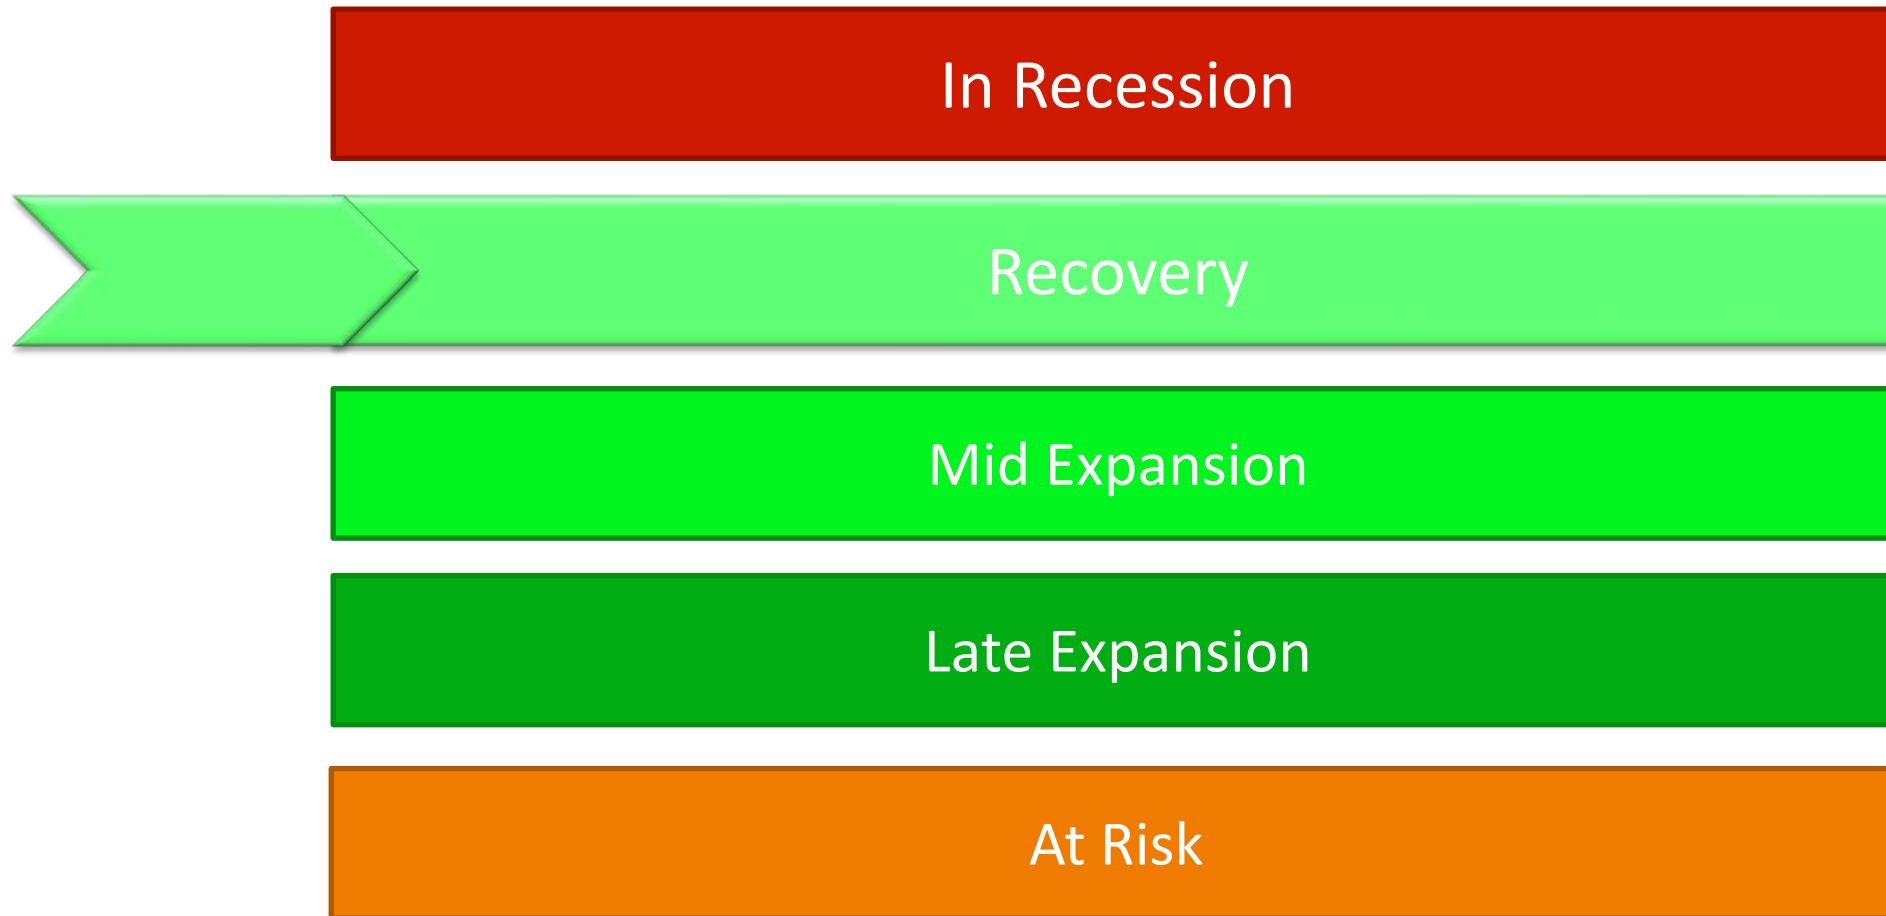 In Recession
Recovery
Mid Expansion
Late Expansion
At Risk